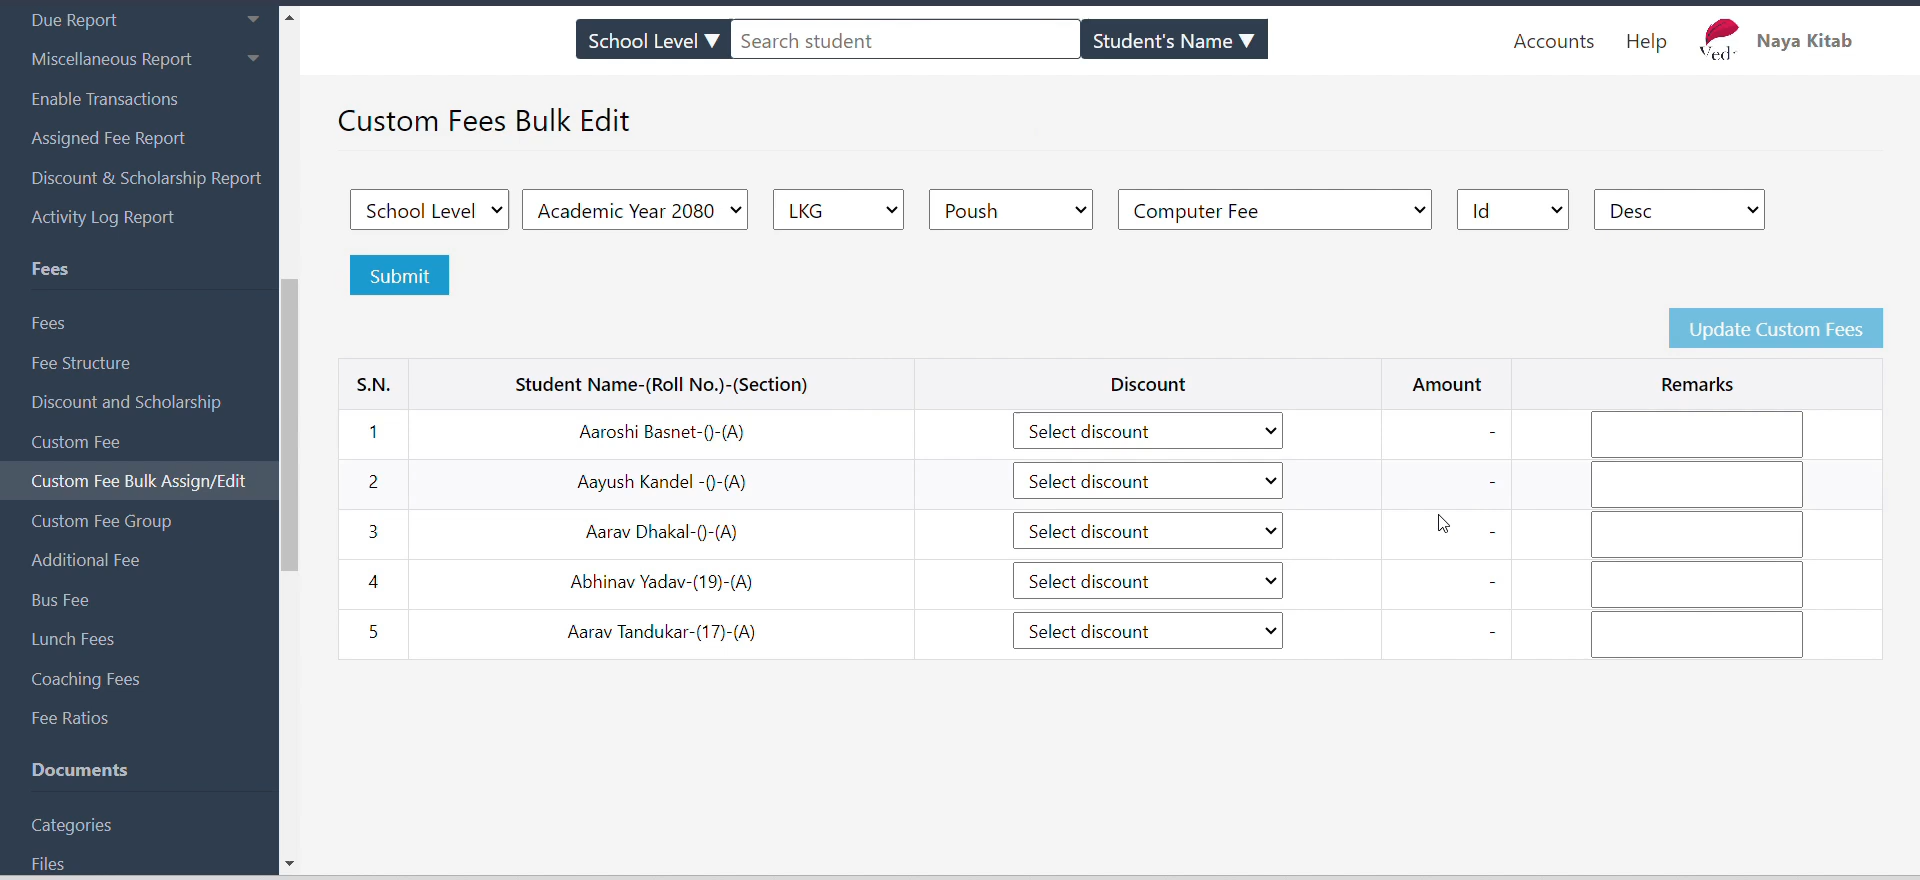 Due Report
Miscellaneous Report
Enable Transactions
Assigned Fee Report
Discount & Scholarship Report
Activity Log Report
Fees
Fees
Fee Structure
Discount and Scholarship
Custom Fee
Custom Fee Bulk Assign/Edit
Custom Fee Group
Additional Fee
Bus Fee
Lunch Fees
Coaching Fees
Fee Ratios
Documents
Categories
Files
School Level ▼ Search student Student's Name ▼
Accounts Help Naya Kitab
Custom Fees Bulk Edit
School Level Academic Year 2080 LKG Poush Computer Fee Id Desc
Submit
Update Custom Fees
S.N. Student Name-(Roll No.)-(Section) Discount Amount Remarks
1 Aaroshi Basnet-()-(A) Select discount -
2 Aayush Kandel -()-(A) Select discount -
3 Aarav Dhakal-()-(A) Select discount -
4 Abhinav Yadav-(19)-(A) Select discount -
5 Aarav Tandukar-(17)-(A) Select discount -